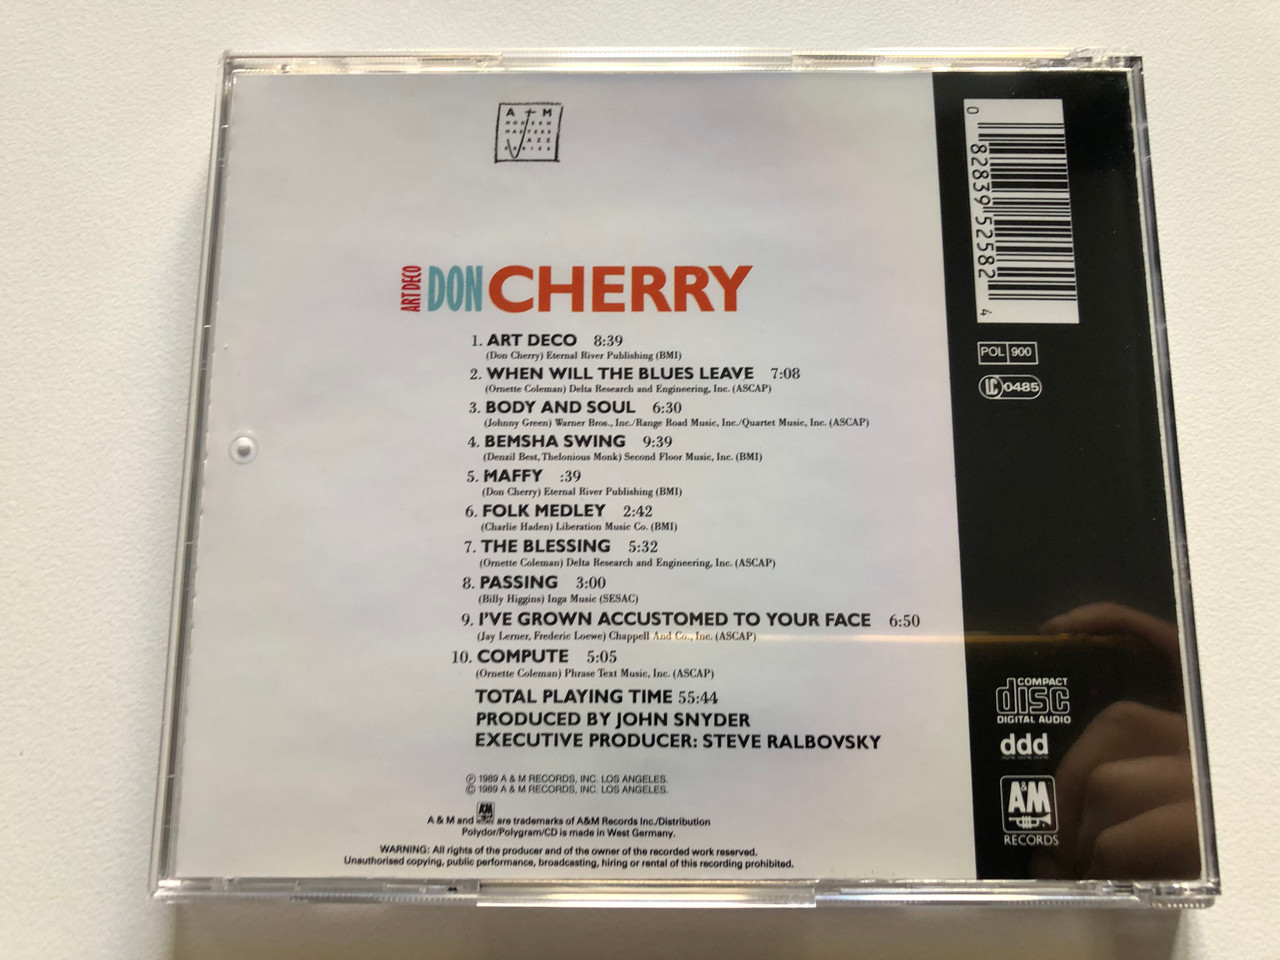 A+M
MODERN
MASTERS
JAZZ
SERIES
ART DECO DON CHERRY
1. ART DECO 8:39
(Don Cherry) Eternal River Publishing (BMI)
2. WHEN WILL THE BLUES LEAVE 7:08
(Ornette Coleman) Delta Research and Engineering, Inc. (ASCAP)
3. BODY AND SOUL 6:30
(Johnny Green) Warner Bros., Inc./Range Road Music, Inc./Quartet Music, Inc. (ASCAP)
4. BEMSHA SWING 9:39
(Denzil Best, Thelonious Monk) Second Floor Music, Inc. (BMI)
5. MAFFY :39
(Don Cherry) Eternal River Publishing (BMI)
6. FOLK MEDLEY 2:42
(Charlie Haden) Liberation Music Co. (BMI)
7. THE BLESSING 5:32
(Ornette Coleman) Delta Research and Engineering, Inc. (ASCAP)
8. PASSING 3:00
(Billy Higgins) Inga Music (SESAC)
9. I'VE GROWN ACCUSTOMED TO YOUR FACE 6:50
(Jay Lerner, Frederic Loewe) Chappell And Co., Inc. (ASCAP)
10. COMPUTE 5:05
(Ornette Coleman) Phrase Text Music, Inc. (ASCAP)
TOTAL PLAYING TIME 55:44
PRODUCED BY JOHN SNYDER
EXECUTIVE PRODUCER: STEVE RALBOVSKY
℗ 1989 A & M RECORDS, INC. LOS ANGELES.
© 1989 A & M RECORDS, INC. LOS ANGELES.
A & M and A&M are trademarks of A&M Records Inc./Distribution
Polydor/Polygram/CD is made in West Germany.
WARNING: All rights of the producer and of the owner of the recorded work reserved.
Unauthorised copying, public performance, broadcasting, hiring or rental of this recording prohibited.
0 82839 52582 4
POL 900
LC 0485
COMPACT
disc
DIGITAL AUDIO
ddd
A&M
RECORDS